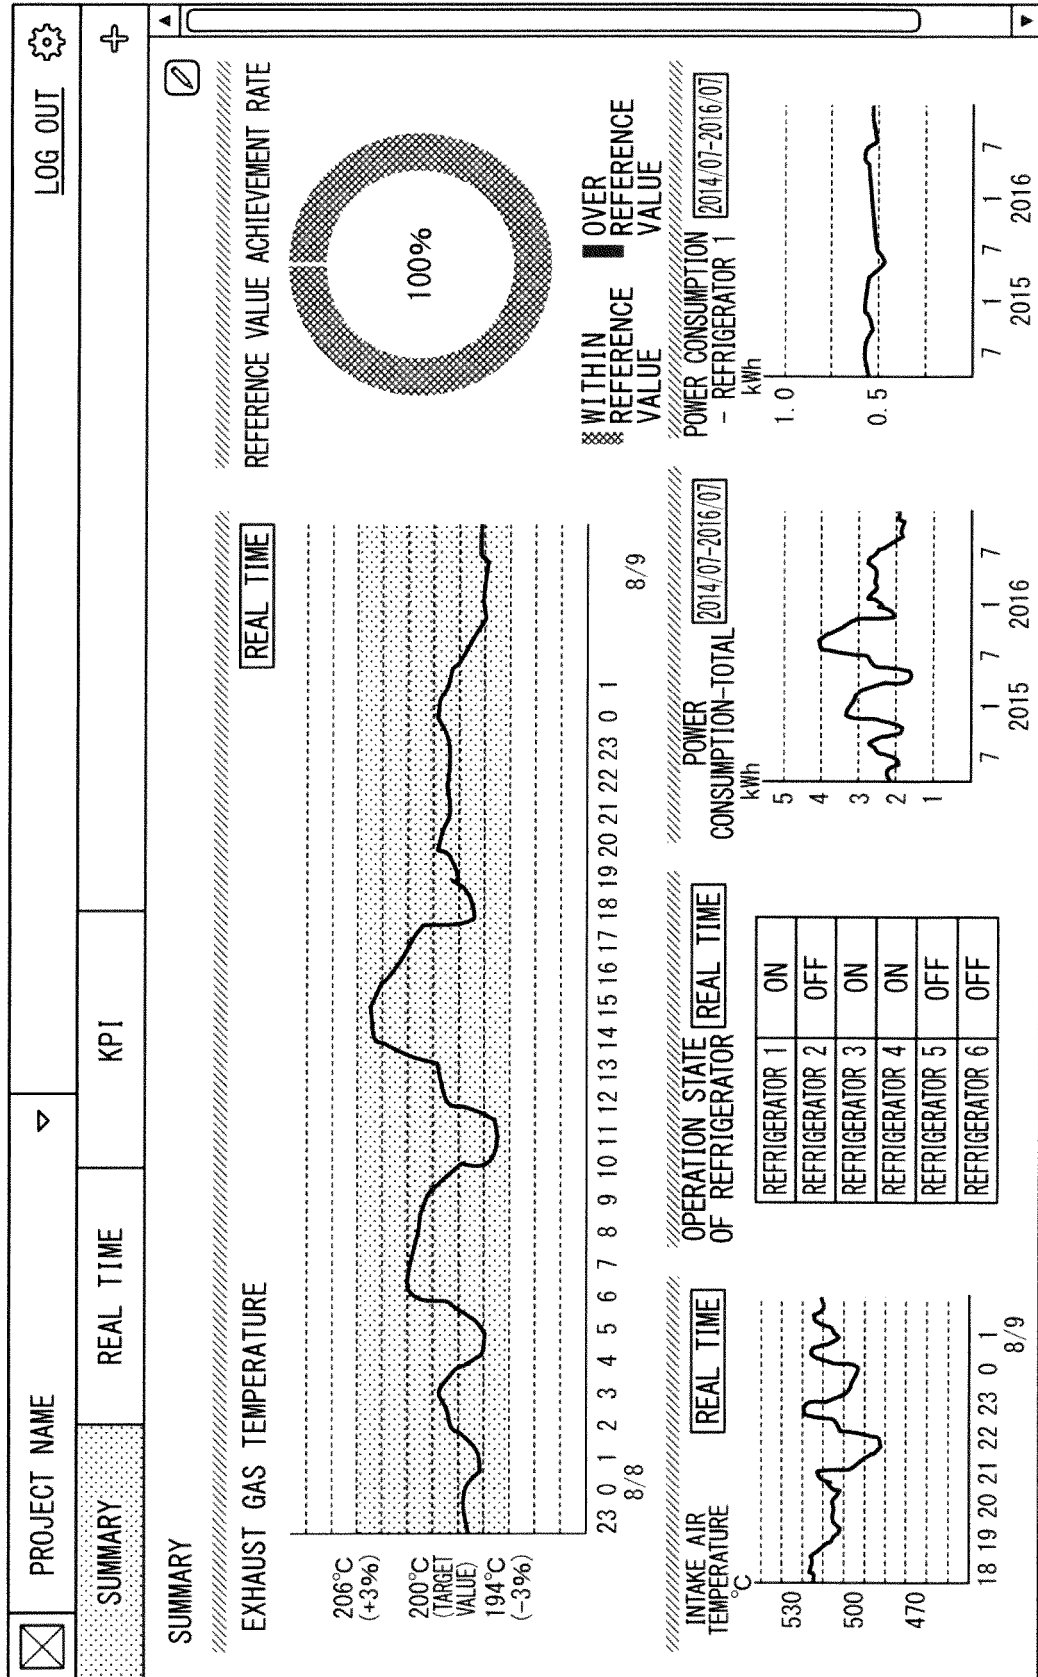 PROJECT NAME ▽
LOG OUT
SUMMARY
REAL TIME
KPI
+
SUMMARY
EXHAUST GAS TEMPERATURE
REAL TIME
206°C
(+3%)
200°C
(TARGET
VALUE)
194°C
(-3%)
23 0 1 2 3 4 5 6 7 8 9 10 11 12 13 14 15 16 17 18 19 20 21 22 23 0 1
8/8
8/9
REFERENCE VALUE ACHIEVEMENT RATE
100%
WITHIN
REFERENCE
VALUE
OVER
REFERENCE
VALUE
INTAKE AIR
TEMPERATURE
REAL TIME
°C
530
500
470
18 19 20 21 22 23 0 1
8/9
OPERATION STATE
OF REFRIGERATOR
REAL TIME
REFRIGERATOR 1 ON
REFRIGERATOR 2 OFF
REFRIGERATOR 3 ON
REFRIGERATOR 4 ON
REFRIGERATOR 5 OFF
REFRIGERATOR 6 OFF
POWER
CONSUMPTION-TOTAL
2014/07-2016/07
kWh
5
4
3
2
1
7 1 7 1 7
2015 2016
POWER CONSUMPTION
- REFRIGERATOR 1
2014/07-2016/07
kWh
1.0
0.5
7 1 7 1 7
2015 2016